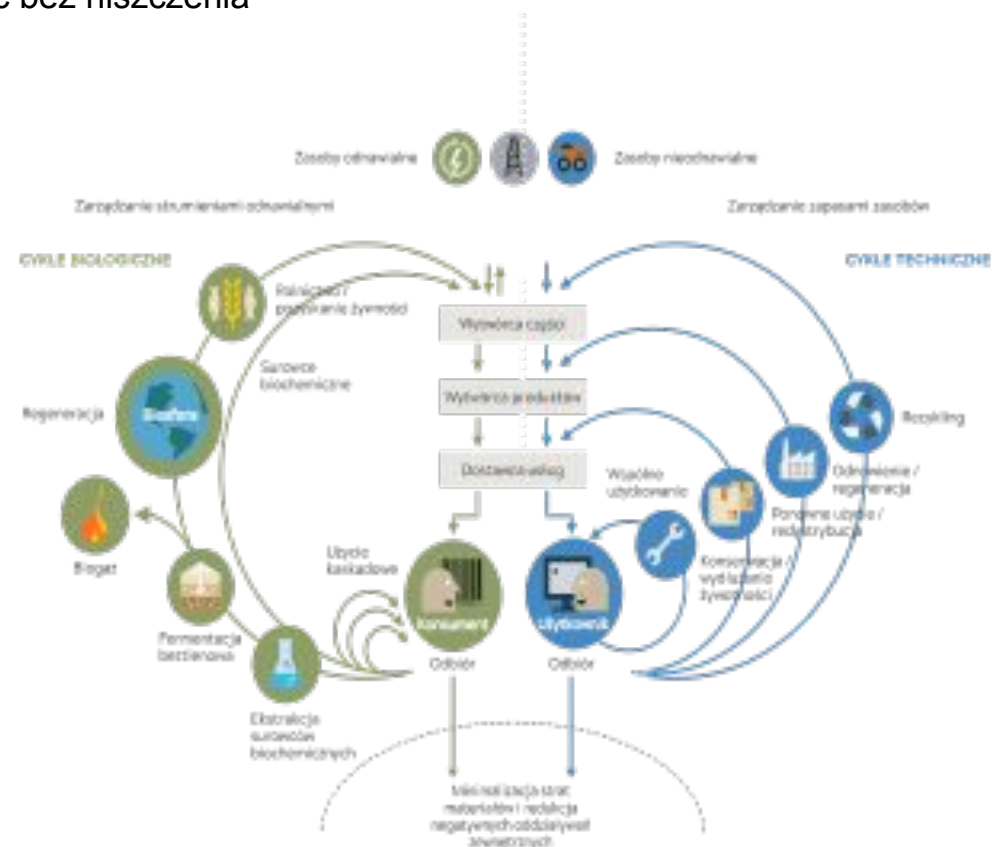 bez niszczenia
Zasoby odnawialne
Zasoby nieodnawialne
Zarządzanie strumieniami odnawialnymi
Zarządzanie zapasami zasobów
CYKLE BIOLOGICZNE
CYKLE TECHNICZNE
Rolnictwo /
pozyskanie żywności
Wytwórca części
Surowce
biochemiczne
Wytwórca produktów
Regeneracja
Biosfera
Recykling
Dostawca usług
Wspólne
użytkowanie
Odnowienie /
regeneracja
Ponowne użycie /
redystrybucja
Biogaz
Użycie
kaskadowe
Konserwacja /
wydłużanie
żywotności
Konsument
Użytkownik
Fermentacja
beztlenowa
Odbiór
Odbiór
Ekstrakcja
surowców
biochemicznych
Minimalizacja strat
materiałów i redukcja
negatywnych oddziaływań
zewnętrznych